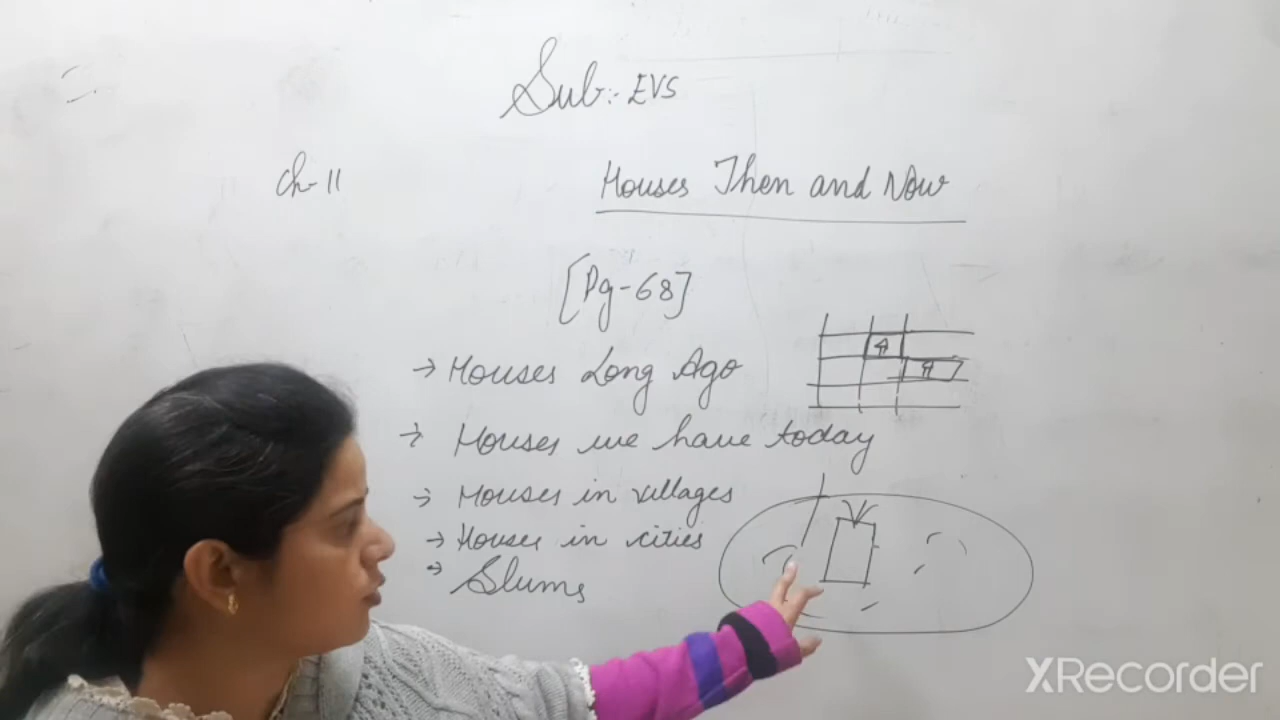 Sub:- EVS
Ch-11
Houses Then and Now
[Pg-68]
→ Houses Long Ago
→ Houses we have today
→ Houses in villages
→ Houses in cities
→ Slums
XRecorder